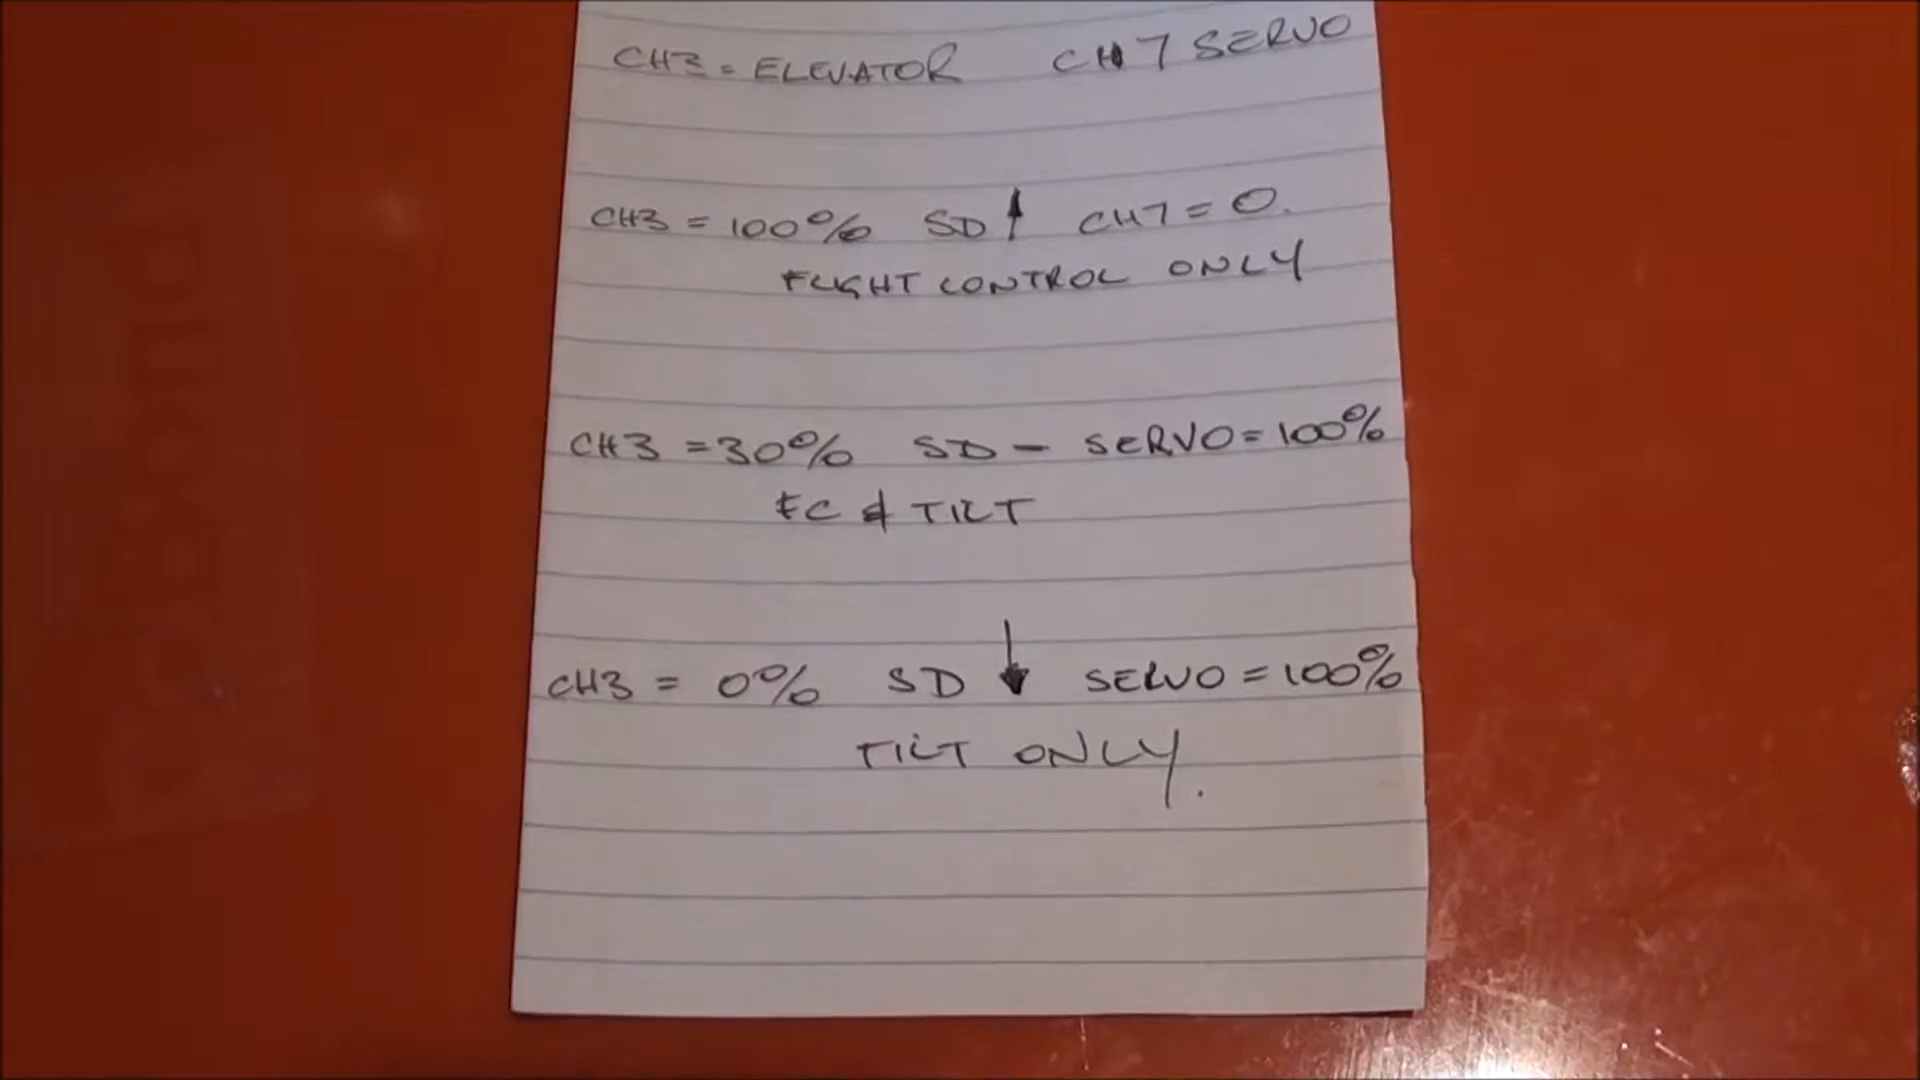 CH3 = ELEVATOR CH7 SERVO
CH3 = 100% SD ↑ CH7 = 0.
FLIGHT CONTROL ONLY
CH3 = 30% SD - SERVO = 100%
FC & TILT
CH3 = 0% SD ↓ SERVO = 100%
TILT ONLY.